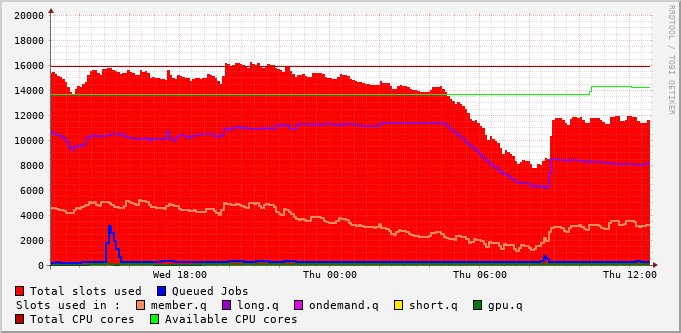 20000
18000
16000
14000
12000
10000
8000
6000
4000
2000
0
Wed 18:00 Thu 00:00 Thu 06:00 Thu 12:00
RRDTOOL / TOBI OETIKER
Total slots used Queued Jobs
Slots used in : member.q long.q ondemand.q short.q gpu.q
Total CPU cores Available CPU cores